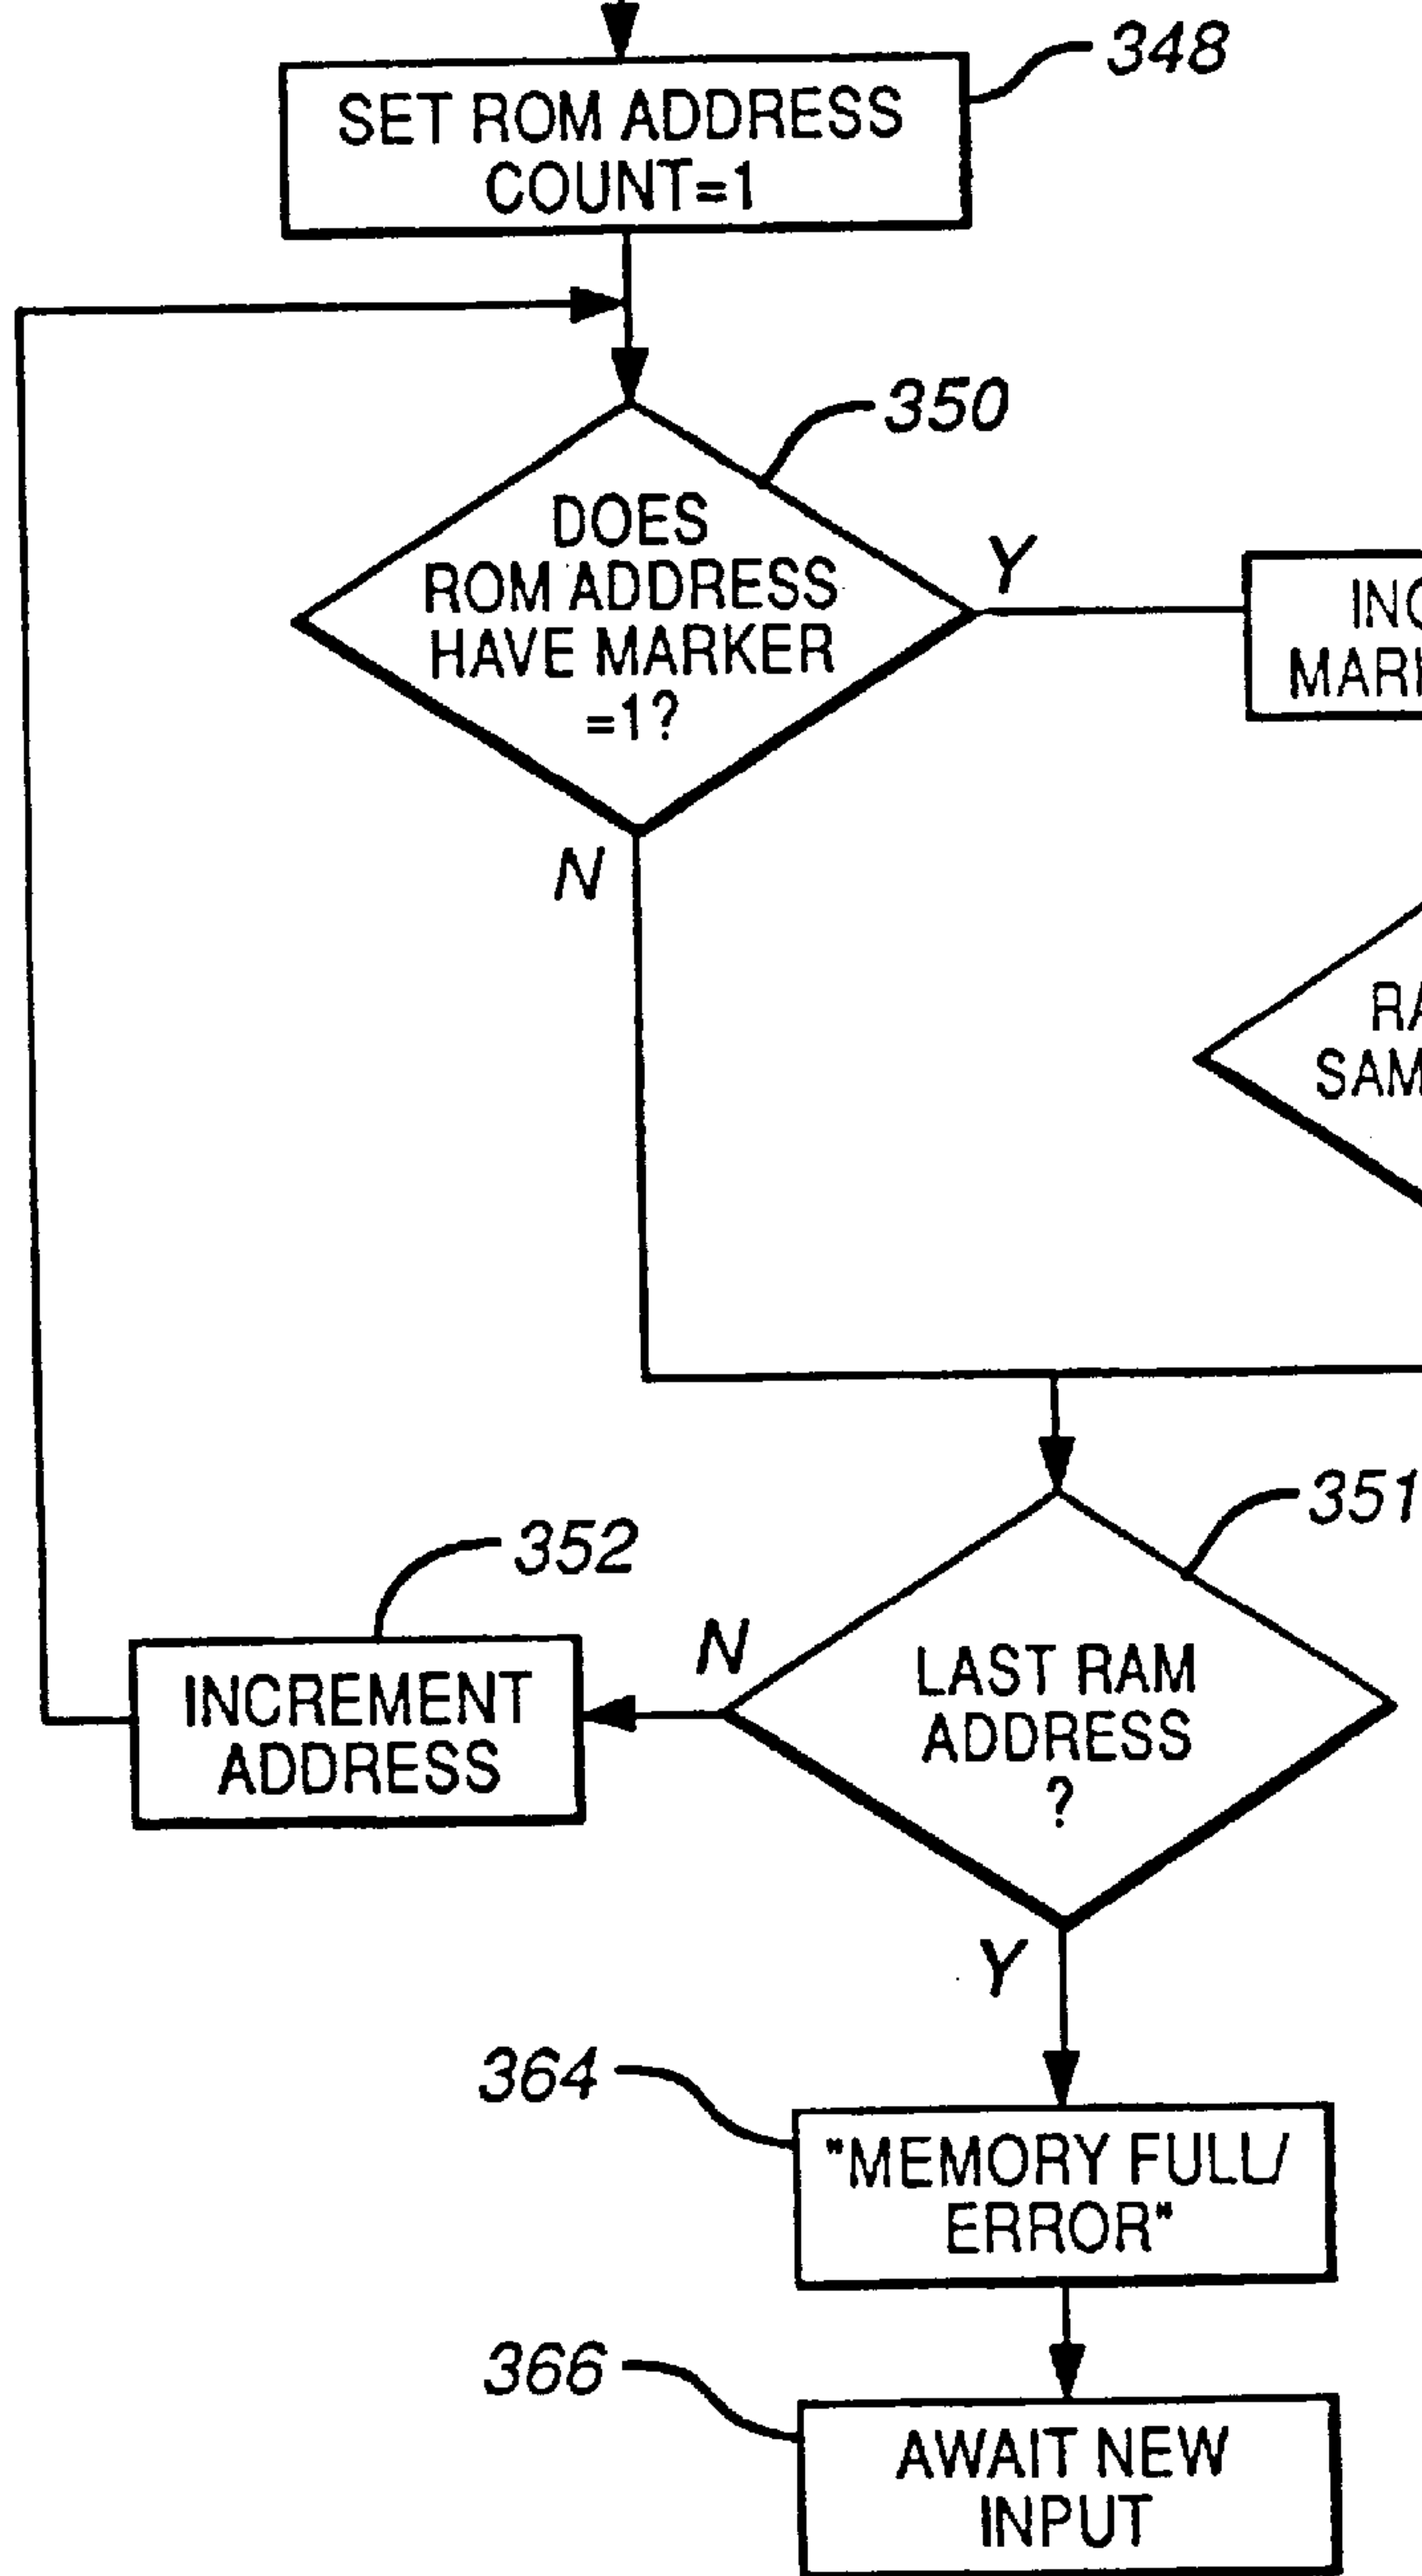 348
SET ROM ADDRESS
COUNT=1
350
DOES
ROM ADDRESS
HAVE MARKER
=1?
Y
N
351
352
INCREMENT
ADDRESS
N
LAST RAM
ADDRESS
?
Y
364
"MEMORY FULL/
ERROR"
366
AWAIT NEW
INPUT